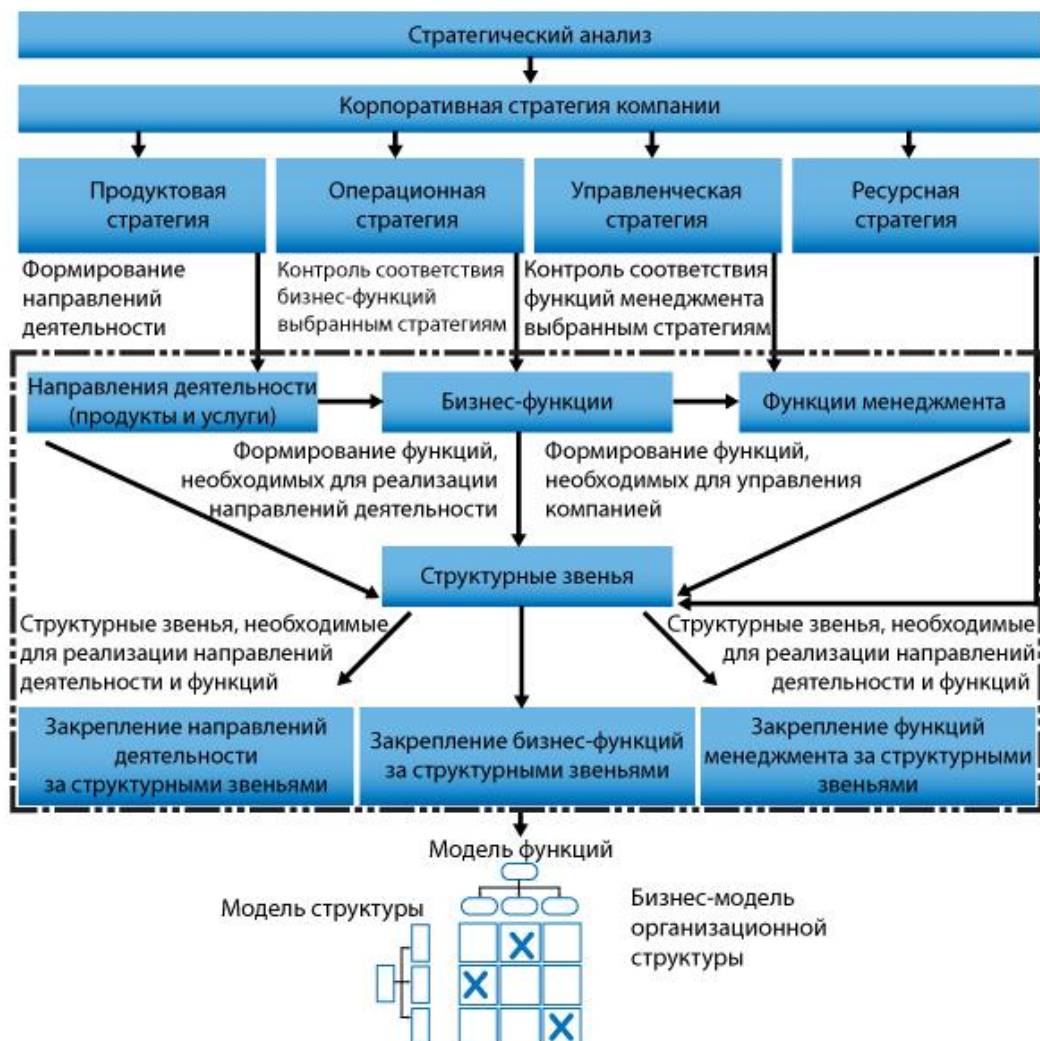 Стратегический анализ
Корпоративная стратегия компании
Продуктовая
стратегия
Операционная
стратегия
Управленческая
стратегия
Ресурсная
стратегия
Формирование
направлений
деятельности
Контроль соответствия
бизнес-функций
выбранным стратегиям
Контроль соответствия
функций менеджмента
выбранным стратегиям
Направления деятельности
(продукты и услуги)
Бизнес-функции
Функции менеджмента
Формирование функций,
необходимых для реализации
направлений деятельности
Формирование функций,
необходимых для управления
компанией
Структурные звенья
Структурные звенья, необходимые
для реализации направлений
деятельности и функций
Структурные звенья, необходимые
для реализации направлений
деятельности и функций
Закрепление направлений
деятельности
за структурными звеньями
Закрепление бизнес-функций
за структурными звеньями
Закрепление функций
менеджмента за структурными
звеньями
Модель функций
Модель структуры
Бизнес-модель
организационной
структуры